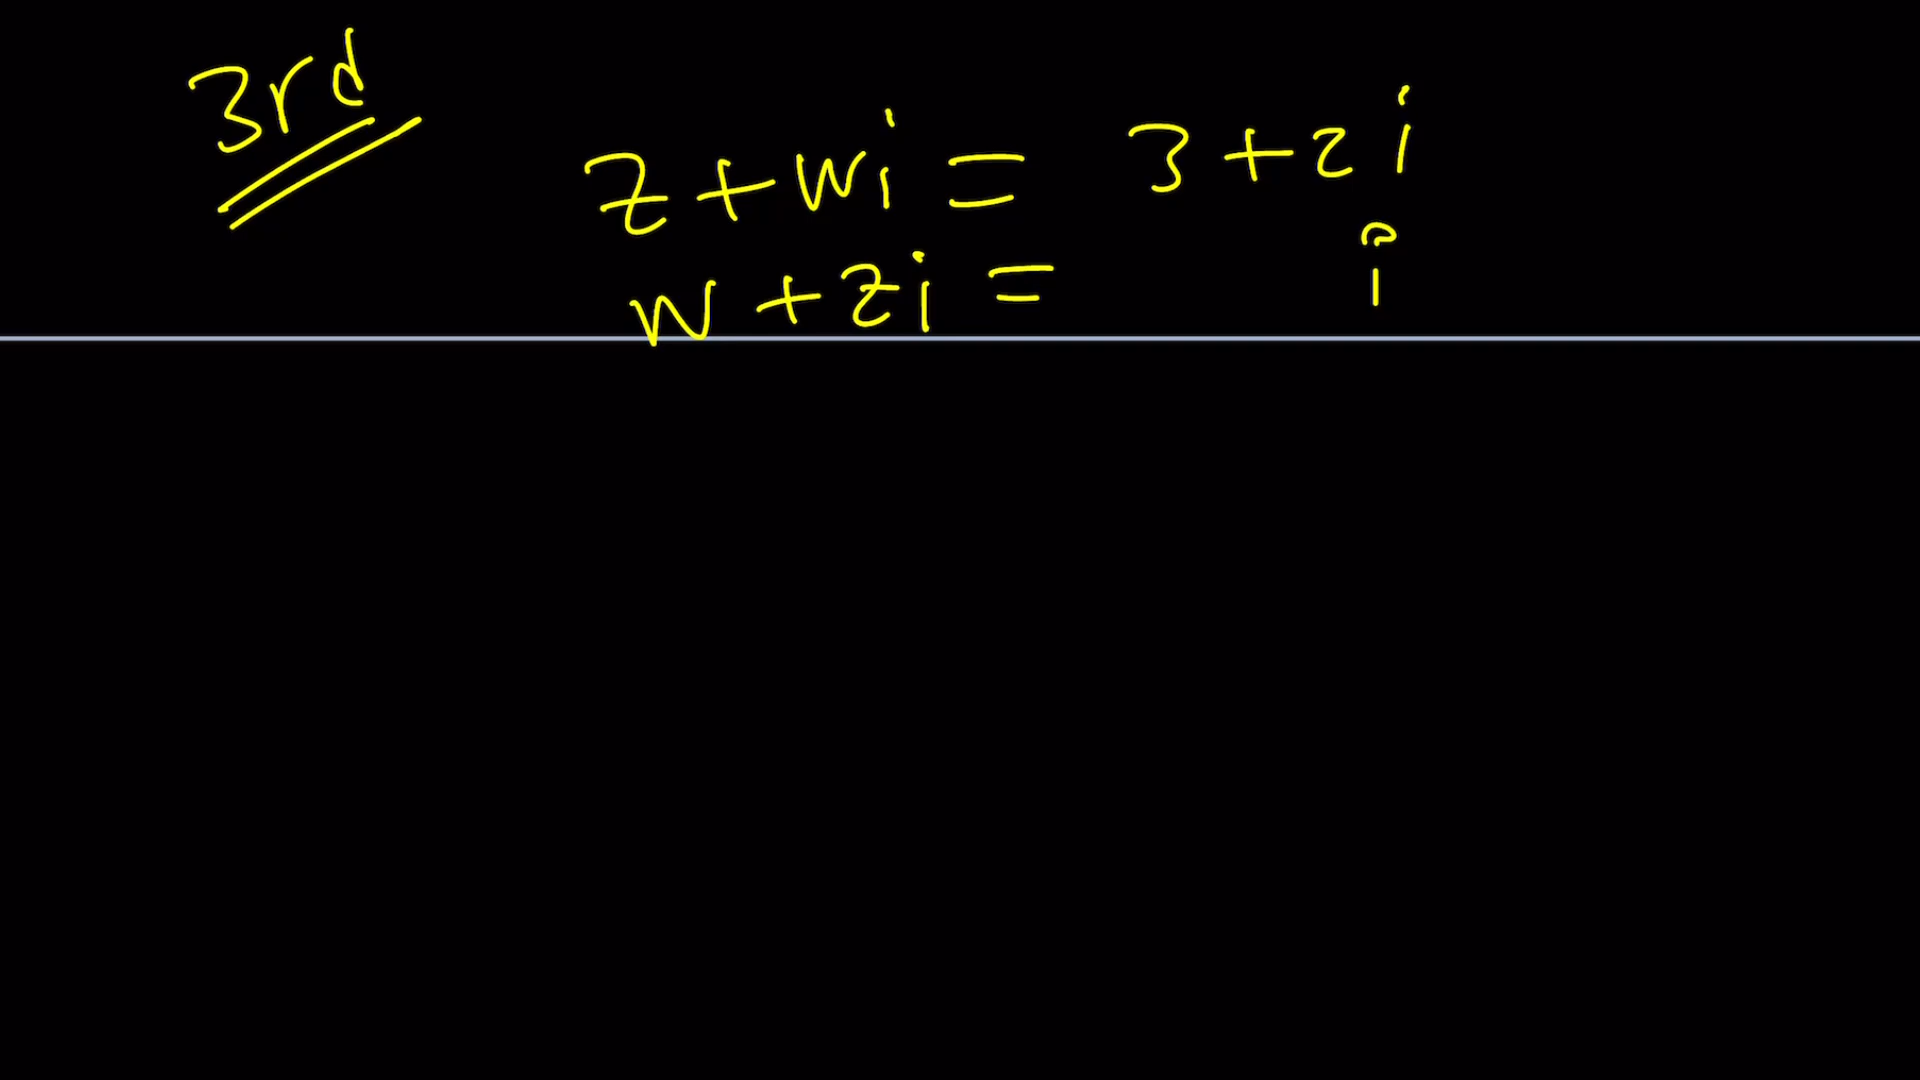 3rd
z + wi = 3 + 2i
w + zi = i